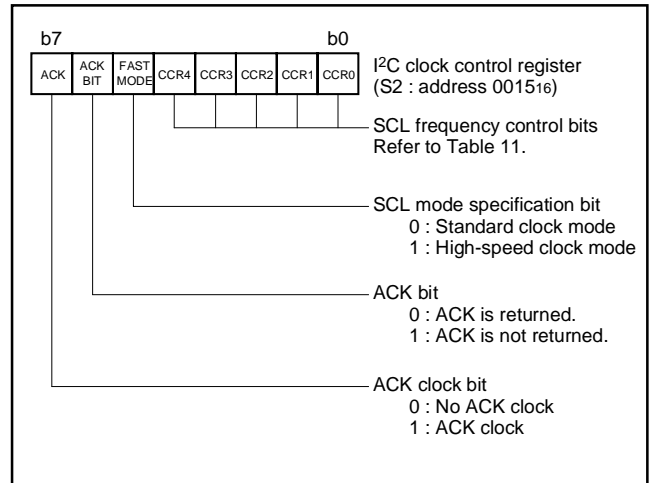 b7 b0
ACK ACK BIT FAST MODE CCR4 CCR3 CCR2 CCR1 CCR0
I2C clock control register
(S2 : address 001516)
SCL frequency control bits
Refer to Table 11.
SCL mode specification bit
0 : Standard clock mode
1 : High-speed clock mode
ACK bit
0 : ACK is returned.
1 : ACK is not returned.
ACK clock bit
0 : No ACK clock
1 : ACK clock